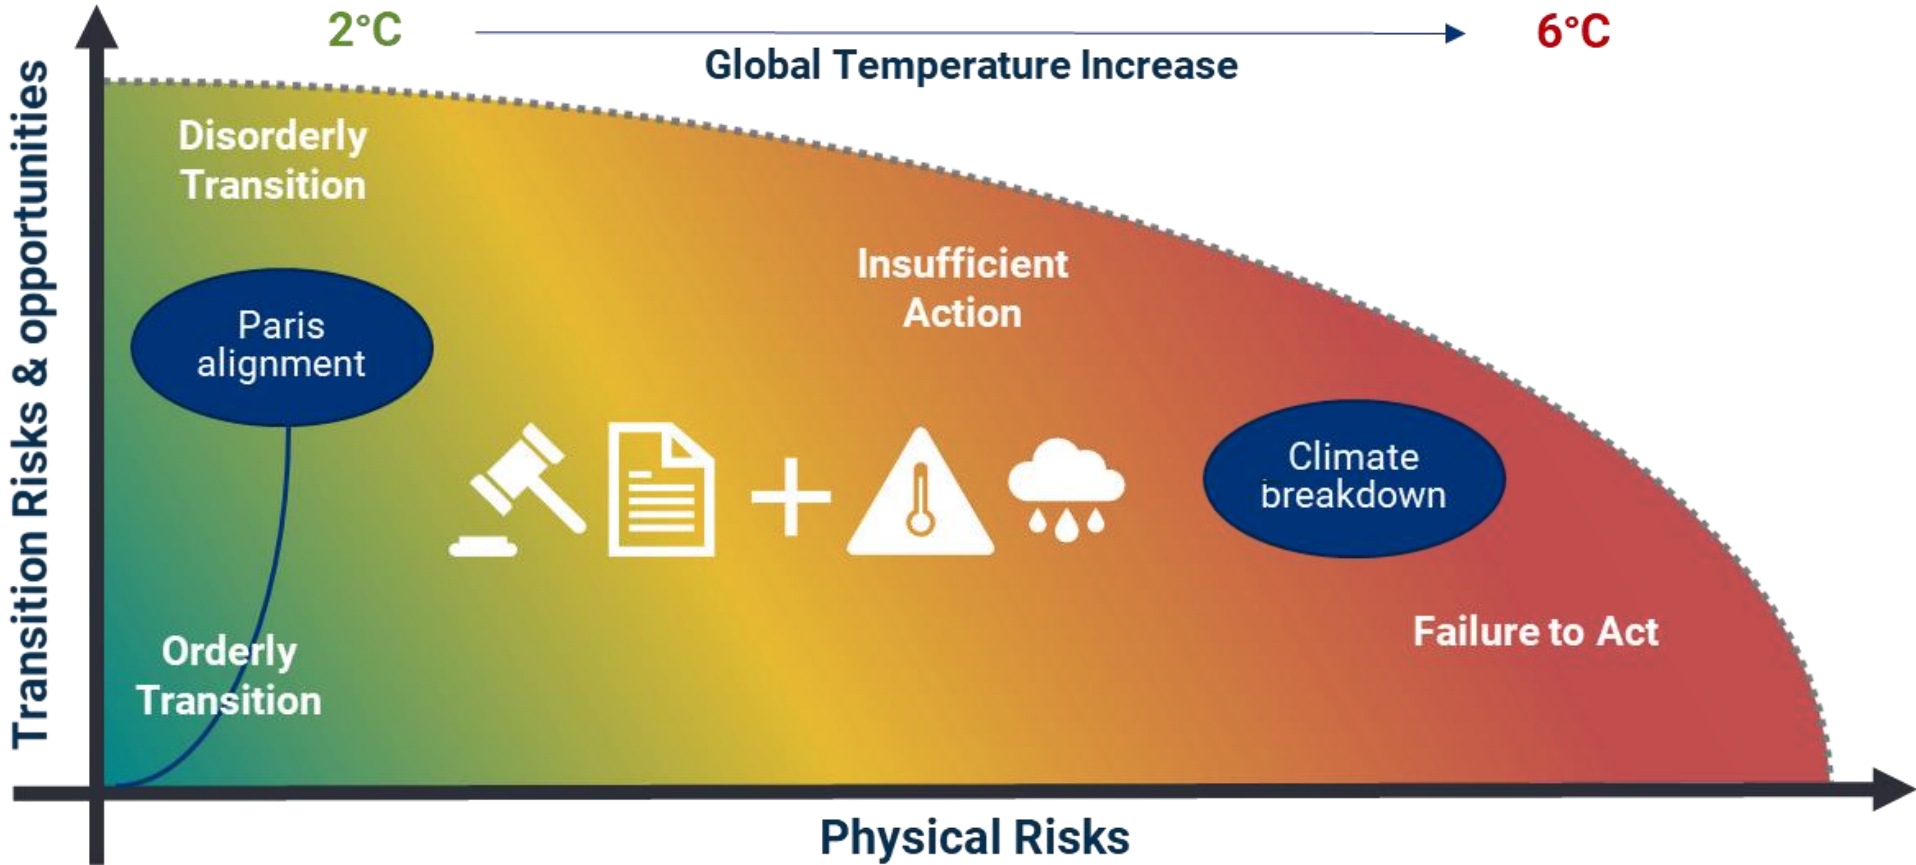 2°C
6°C
Global Temperature Increase
Transition Risks & opportunities
Disorderly
Transition
Insufficient
Action
Paris
alignment
Climate
breakdown
Orderly
Transition
Failure to Act
Physical Risks